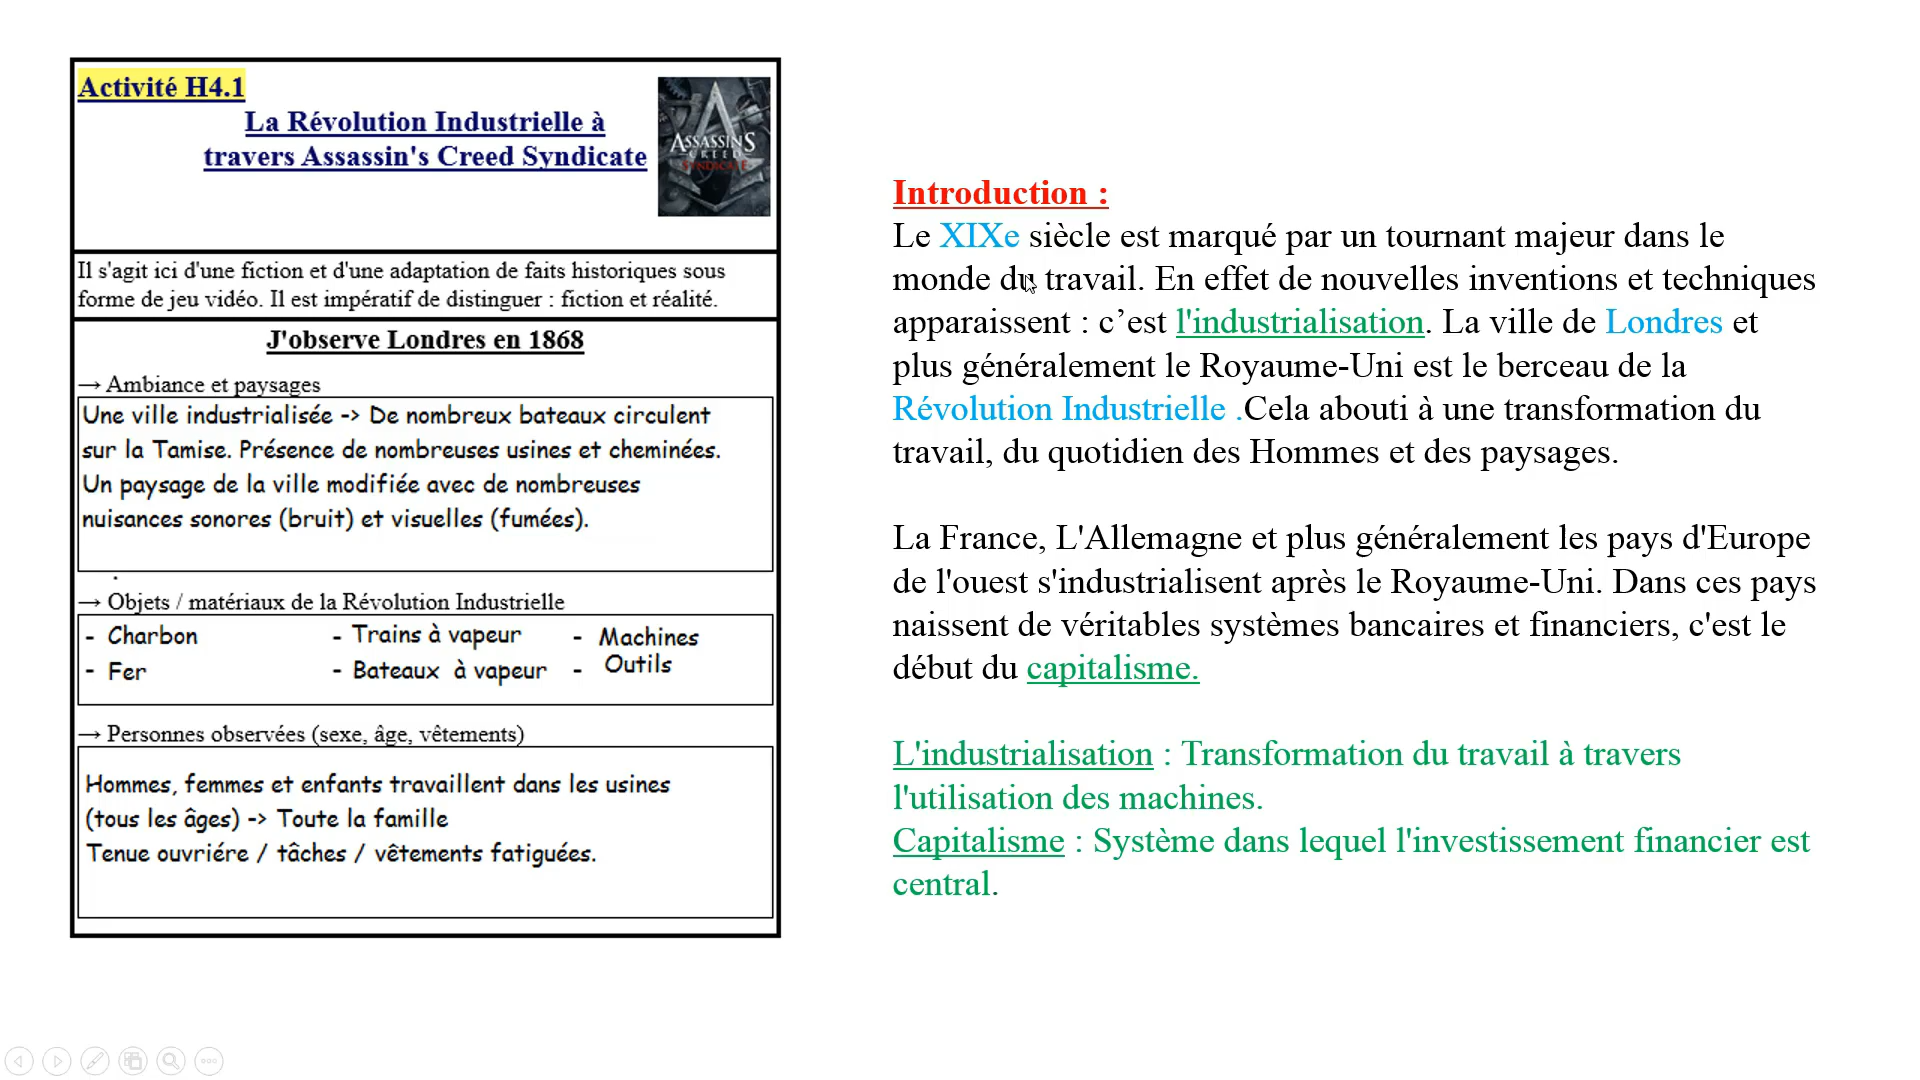 Activité H4.1
La Révolution Industrielle à
travers Assassin's Creed Syndicate
ASSASSIN'S
CREED
SYNDICATE
Il s'agit ici d'une fiction et d'une adaptation de faits historiques sous
forme de jeu vidéo. Il est impératif de distinguer : fiction et réalité.
J'observe Londres en 1868
→ Ambiance et paysages
Une ville industrialisée -> De nombreux bateaux circulent
sur la Tamise. Présence de nombreuses usines et cheminées.
Un paysage de la ville modifiée avec de nombreuses
nuisances sonores (bruit) et visuelles (fumées).
.
→ Objets / matériaux de la Révolution Industrielle
- Charbon - Trains à vapeur - Machines
- Fer - Bateaux à vapeur - Outils
→ Personnes observées (sexe, âge, vêtements)
Hommes, femmes et enfants travaillent dans les usines
(tous les âges) -> Toute la famille
Tenue ouvriére / tâches / vêtements fatiguées.
Introduction :
Le XIXe siècle est marqué par un tournant majeur dans le
monde du travail. En effet de nouvelles inventions et techniques
apparaissent : c’est l'industrialisation. La ville de Londres et
plus généralement le Royaume-Uni est le berceau de la
Révolution Industrielle .Cela abouti à une transformation du
travail, du quotidien des Hommes et des paysages.
La France, L'Allemagne et plus généralement les pays d'Europe
de l'ouest s'industrialisent après le Royaume-Uni. Dans ces pays
naissent de véritables systèmes bancaires et financiers, c'est le
début du capitalisme.
L'industrialisation : Transformation du travail à travers
l'utilisation des machines.
Capitalisme : Système dans lequel l'investissement financier est
central.